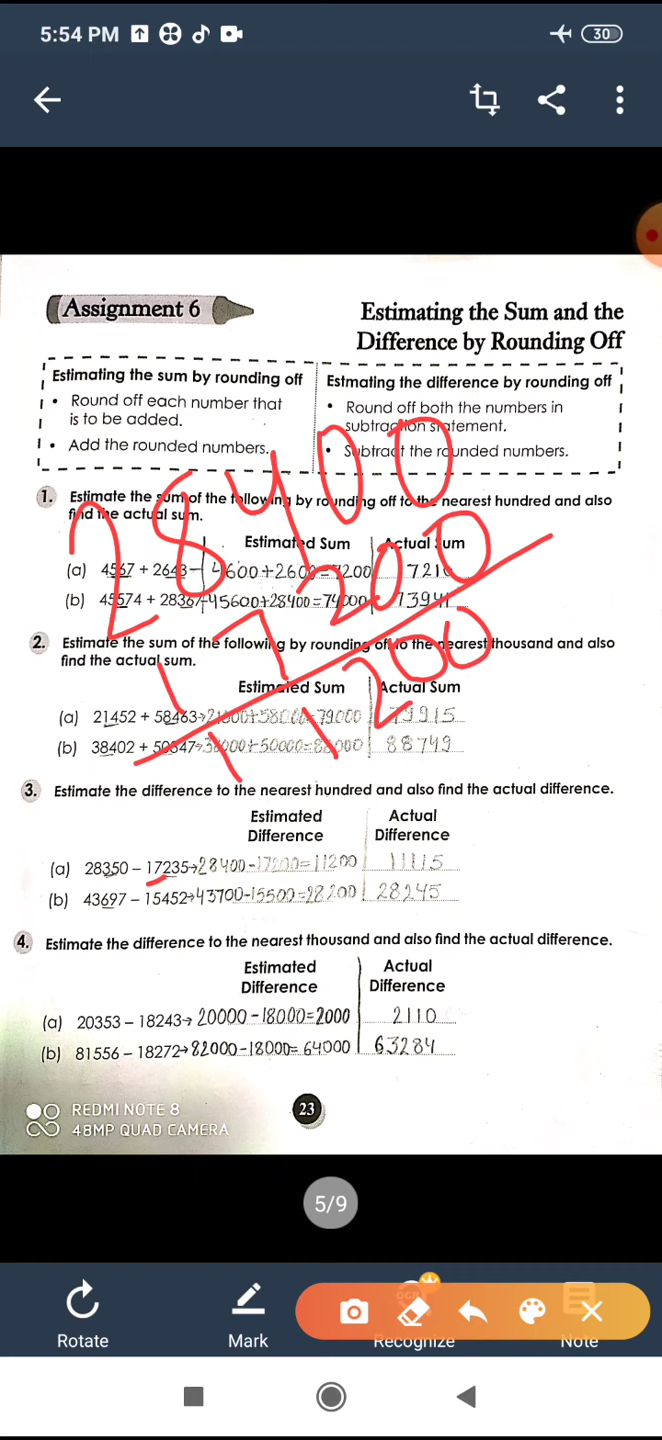 5:54 PM 30
Assignment 6
Estimating the Sum and the
Difference by Rounding Off
Estimating the sum by rounding off
• Round off each number that
is to be added.
• Add the rounded numbers.
Estmating the difference by rounding off
• Round off both the numbers in
subtraction statement.
• Subtract the rounded numbers.
28400
17200
11200
1. Estimate the sum of the following by rounding off to the nearest hundred and also
find the actual sum.
Estimated Sum Actual Sum
(a) 4567 + 2643 → 4600+2600=7200 7210
(b) 45574 + 28367 → 45600+28400=74000 73941
2. Estimate the sum of the following by rounding off to the nearest thousand and also
find the actual sum.
Estimated Sum Actual Sum
(a) 21452 + 58463 → 21000+58000=79000 79915
(b) 38402 + 50347 → 38000+50000=88000 88749
3. Estimate the difference to the nearest hundred and also find the actual difference.
Estimated Actual
Difference Difference
(a) 28350 – 17235 → 28400-17200=11200 11115
(b) 43697 – 15452 → 43700-15500=28200 28245
4. Estimate the difference to the nearest thousand and also find the actual difference.
Estimated Actual
Difference Difference
(a) 20353 – 18243 → 20000-18000=2000 2110
(b) 81556 – 18272 → 82000-18000=64000 63284
23
REDMI NOTE 8
48MP QUAD CAMERA
5/9
Rotate Mark Recognize Note